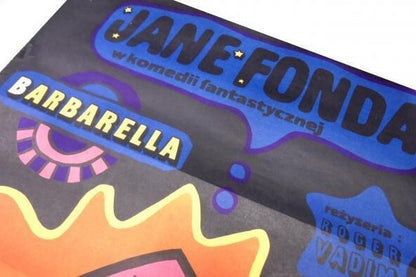 JANE FONDA
w komedii fantastycznej
BARBARELLA
reżyseria :
ROGER
VADIM